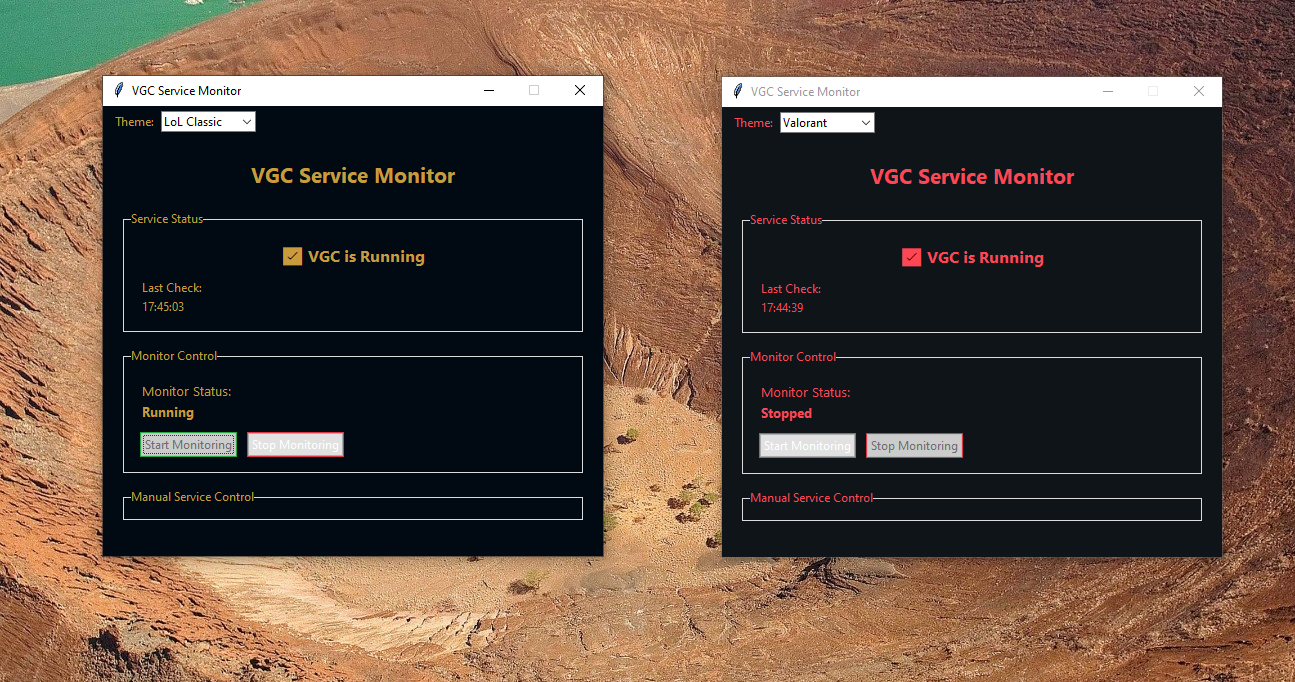 VGC Service Monitor
Theme: LoL Classic
VGC Service Monitor
Service Status
VGC is Running
Last Check:
17:45:03
Monitor Control
Monitor Status:
Running
Start Monitoring Stop Monitoring
Manual Service Control
VGC Service Monitor
Theme: Valorant
VGC Service Monitor
Service Status
VGC is Running
Last Check:
17:44:39
Monitor Control
Monitor Status:
Stopped
Start Monitoring Stop Monitoring
Manual Service Control